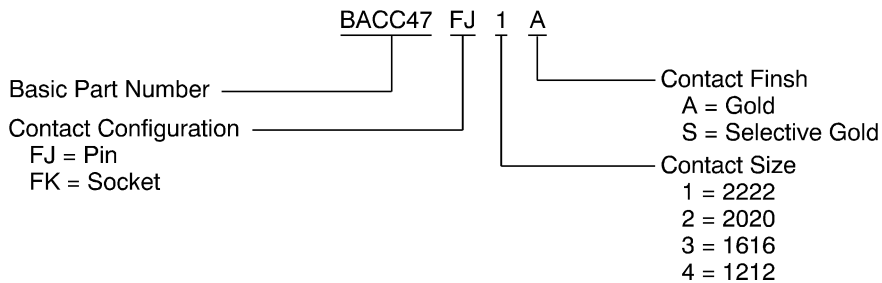 BACC47 FJ 1 A
Basic Part Number
Contact Configuration
FJ = Pin
FK = Socket
Contact Finsh
A = Gold
S = Selective Gold
Contact Size
1 = 2222
2 = 2020
3 = 1616
4 = 1212